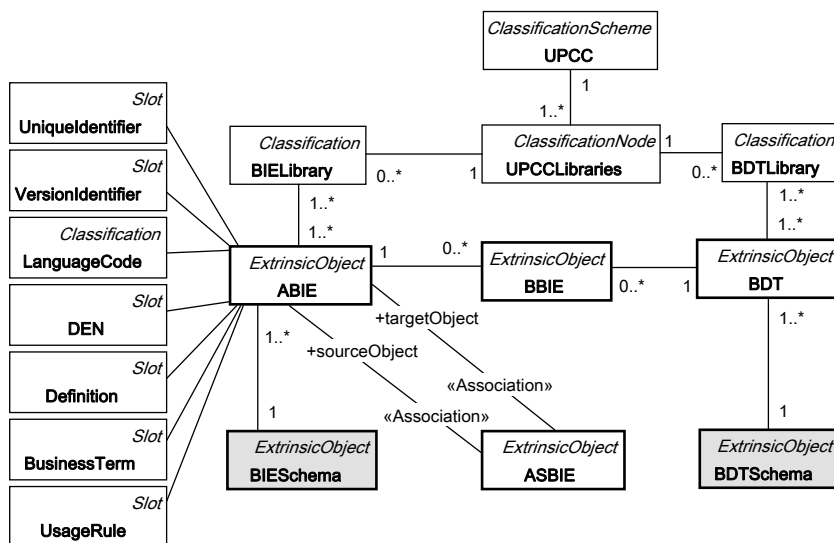 ClassificationScheme
UPCC
1
1..*
Slot
UniqueIdentifier
Slot
VersionIdentifier
Classification
LanguageCode
Slot
DEN
Slot
Definition
Slot
BusinessTerm
Slot
UsageRule
Classification
BIELibrary
0..*
1
ClassificationNode
UPCCLibraries
1
0..*
Classification
BDTLibrary
1..*
1..*
1..*
1..*
ExtrinsicObject
ABIE
1
0..*
ExtrinsicObject
BBIE
0..*
1
ExtrinsicObject
BDT
+targetObject
+sourceObject
1..*
1..*
«Association»
«Association»
1
1
ExtrinsicObject
BIESchema
ExtrinsicObject
ASBIE
ExtrinsicObject
BDTSchema